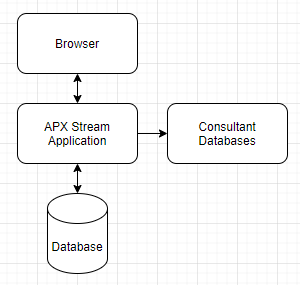 Browser
APX Stream
Application
Consultant
Databases
Database